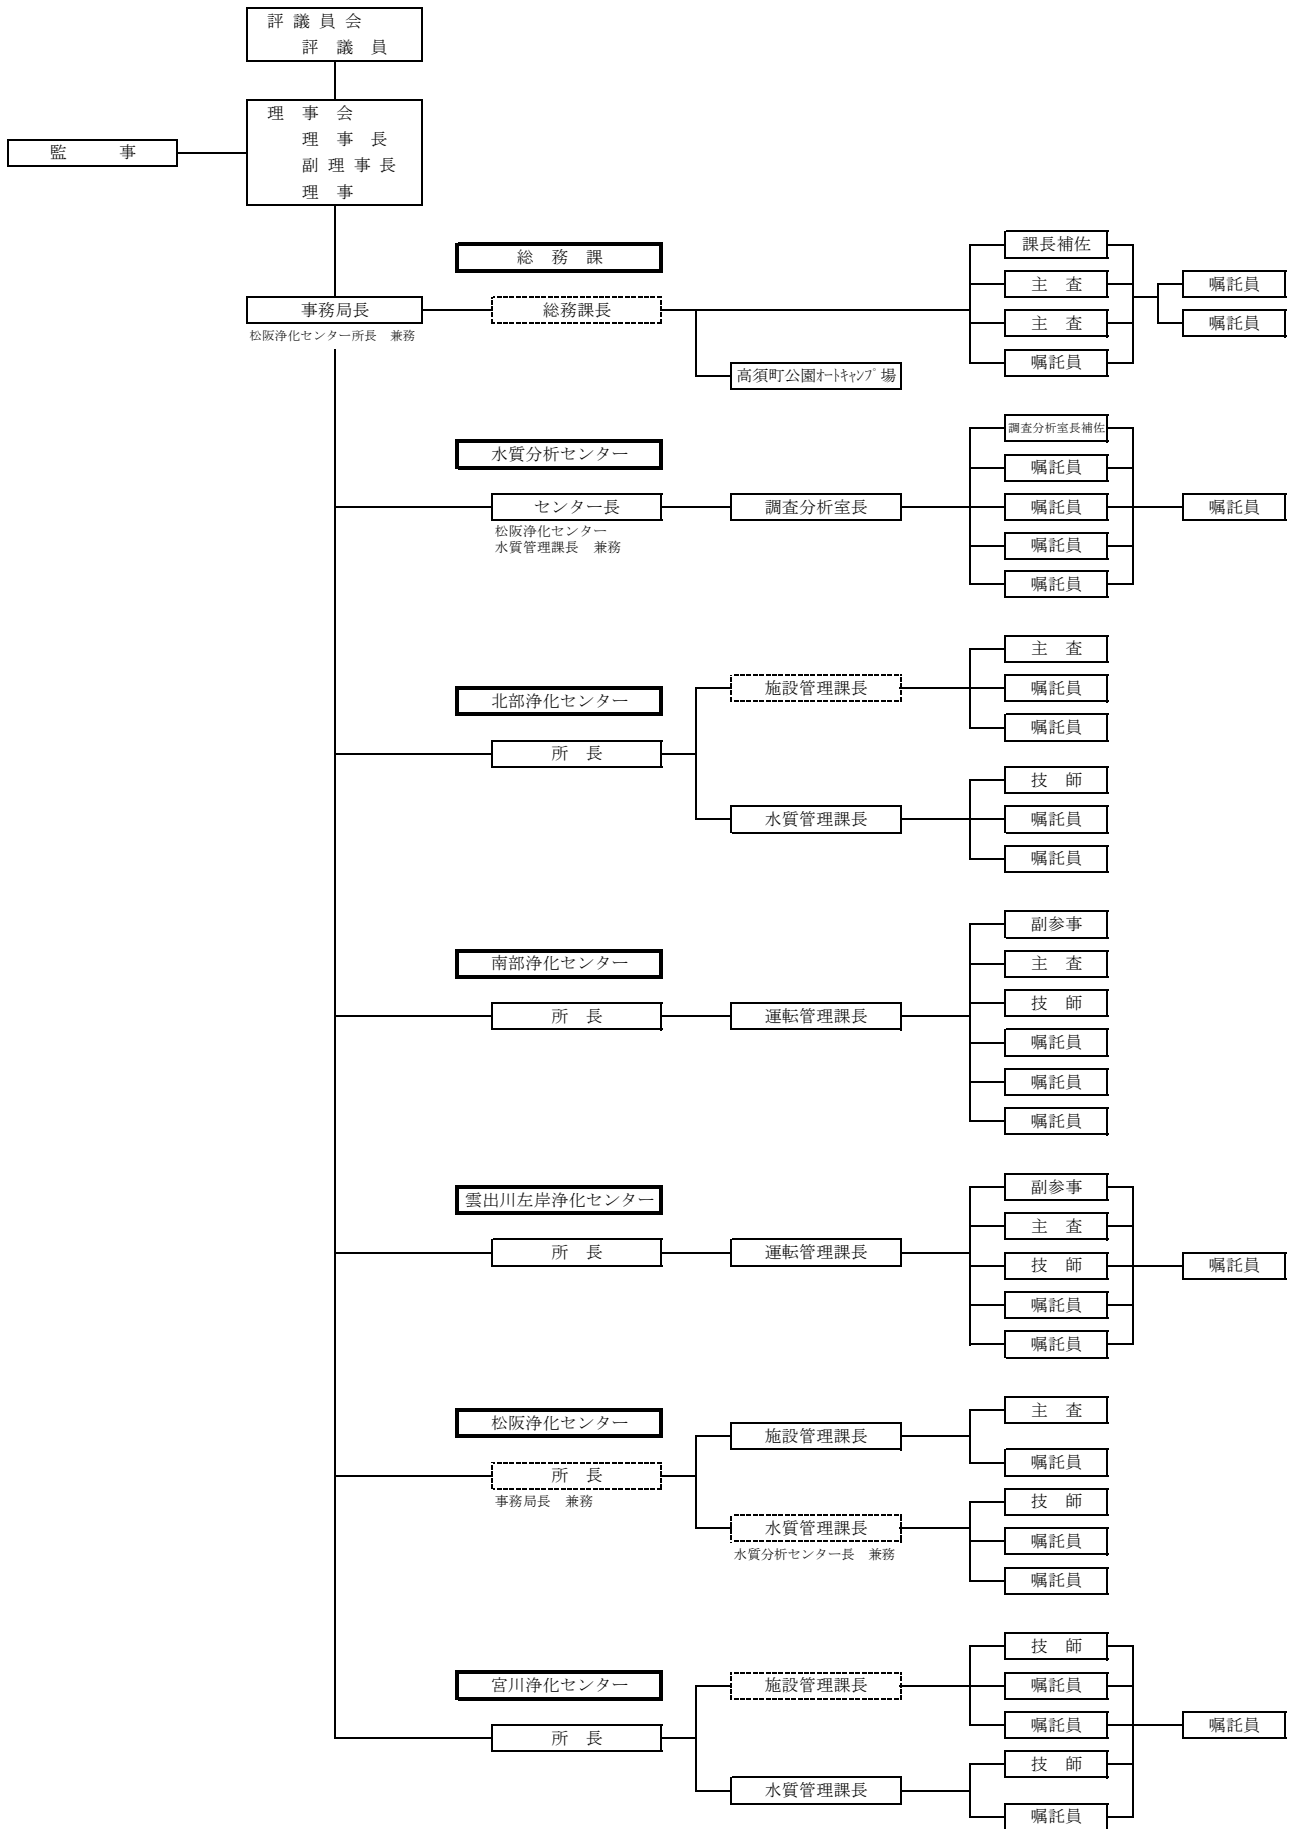 評 議 員 会
評　議　員
理　事　会
理　事　長
副 理 事 長
理　事
監　　　事
総　務　課
事務局長
松阪浄化センター所長　兼務
総務課長
高須町公園ｵｰﾄｷｬﾝﾌﾟ場
課長補佐
主　査
主　査
嘱託員
嘱託員
嘱託員
水質分析センター
センター長
松阪浄化センター
水質管理課長　兼務
調査分析室長
調査分析室長補佐
嘱託員
嘱託員
嘱託員
嘱託員
嘱託員
北部浄化センター
所　長
施設管理課長
主　査
嘱託員
嘱託員
水質管理課長
技　師
嘱託員
嘱託員
南部浄化センター
所　長
運転管理課長
副参事
主　査
技　師
嘱託員
嘱託員
嘱託員
雲出川左岸浄化センター
所　長
運転管理課長
副参事
主　査
技　師
嘱託員
嘱託員
嘱託員
松阪浄化センター
所　長
事務局長　兼務
施設管理課長
主　査
嘱託員
水質管理課長
水質分析センター長　兼務
技　師
嘱託員
嘱託員
宮川浄化センター
所　長
施設管理課長
技　師
嘱託員
嘱託員
水質管理課長
技　師
嘱託員
嘱託員